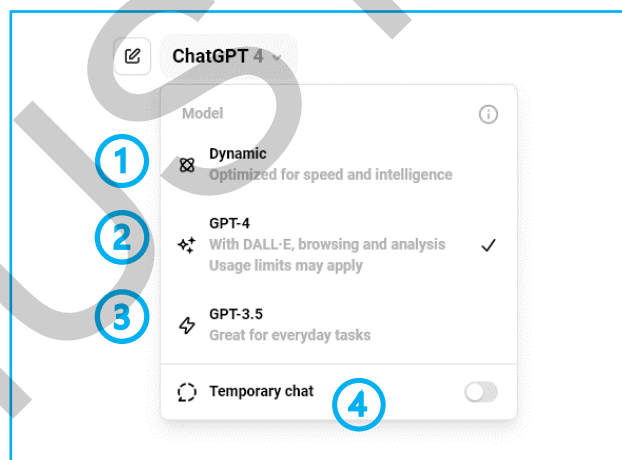 ChatGPT 4
Model
1
Dynamic
Optimized for speed and intelligence
2
GPT-4
With DALL·E, browsing and analysis
Usage limits may apply
3
GPT-3.5
Great for everyday tasks
Temporary chat
4